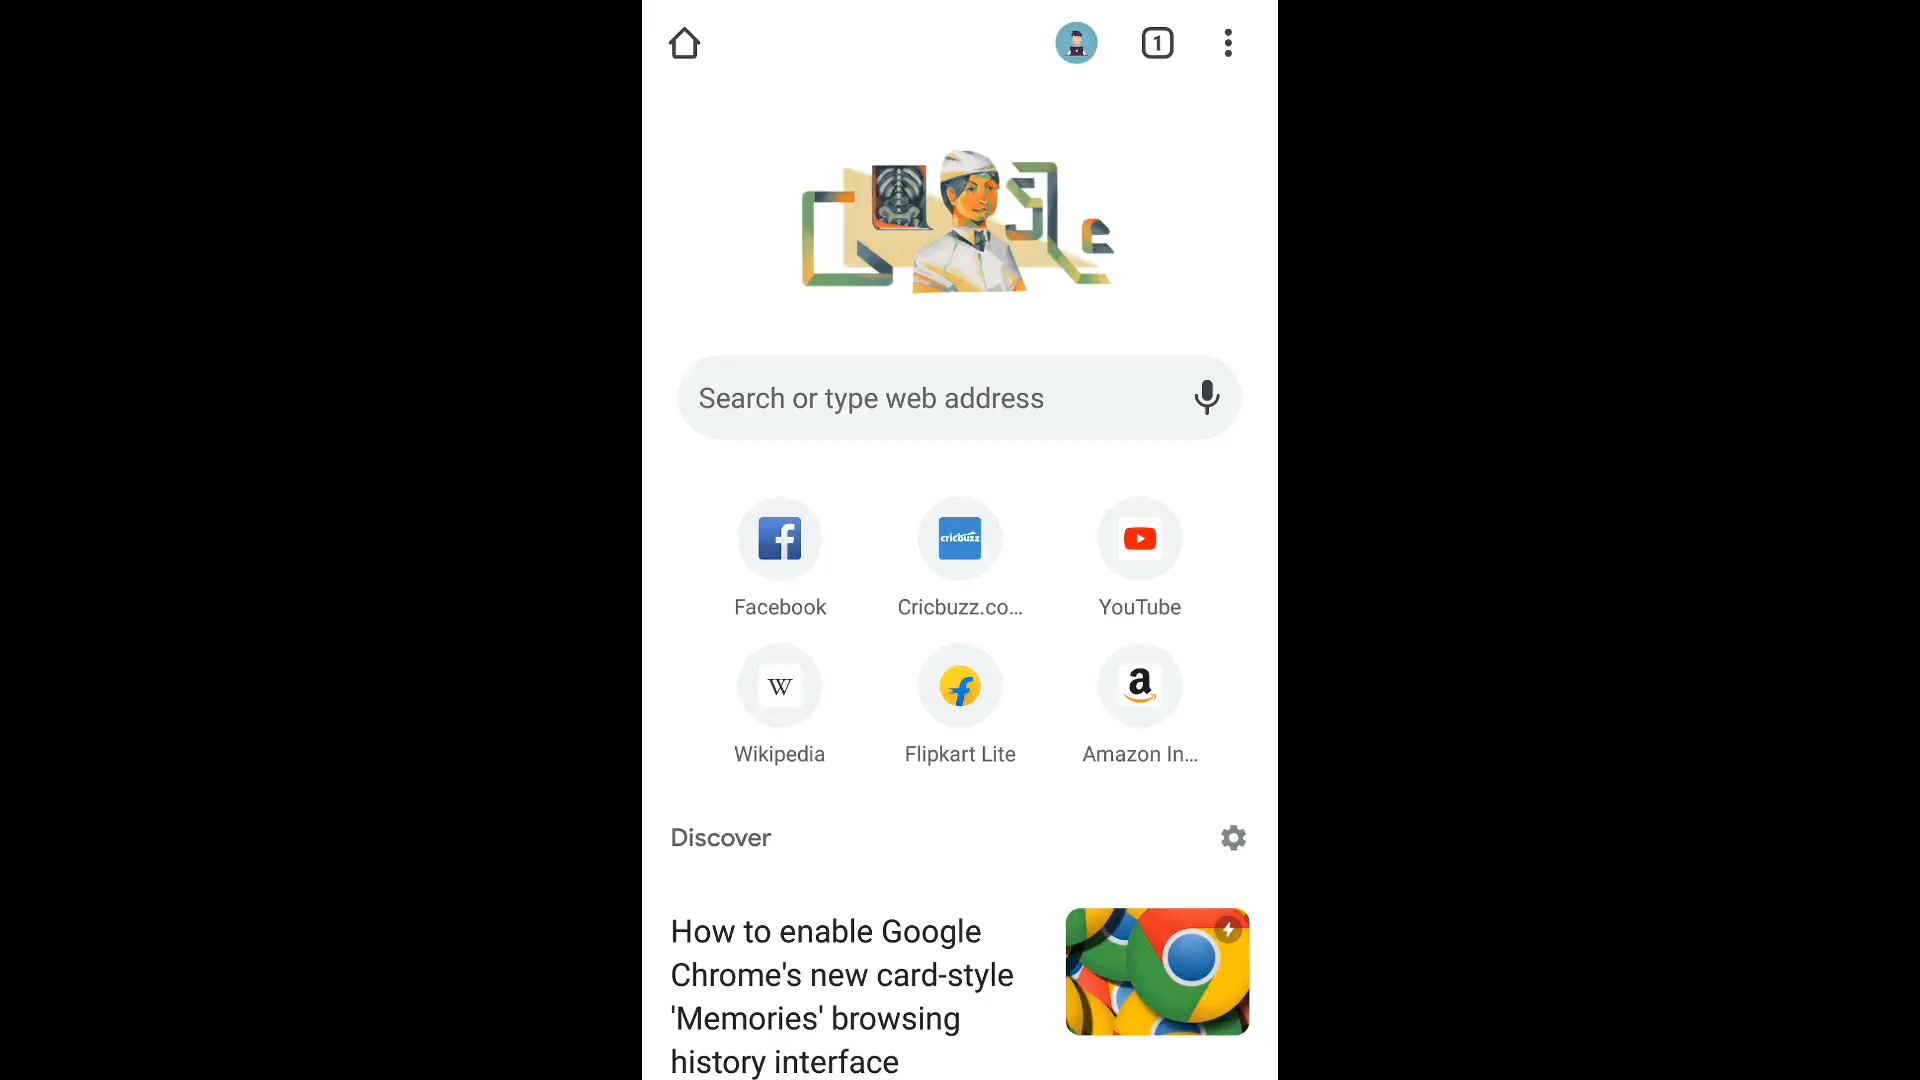 1
Search or type web address
cricbuzz
Facebook
Cricbuzz.co...
YouTube
W
a
Wikipedia
Flipkart Lite
Amazon In...
Discover
How to enable Google
Chrome's new card-style
'Memories' browsing
history interface